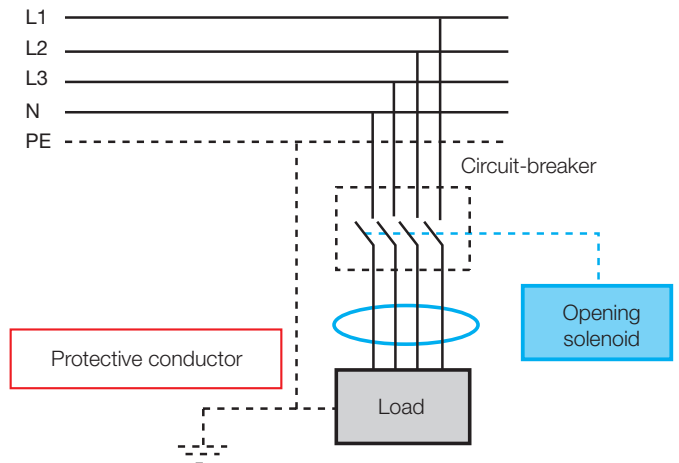 L1
L2
L3
N
PE
Circuit-breaker
Opening
solenoid
Protective conductor
Load